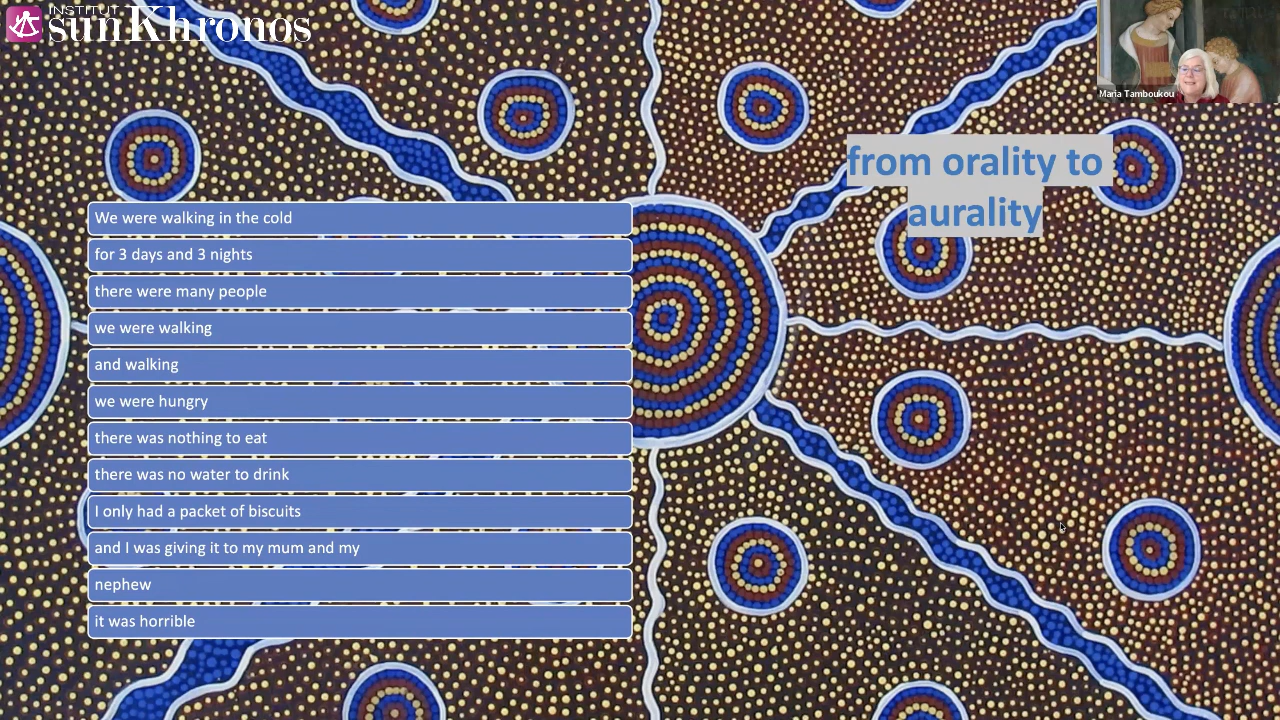 INSTITUT
sunKhronos
Maria Tamboukou
from orality to
aurality
We were walking in the cold
for 3 days and 3 nights
there were many people
we were walking
and walking
we were hungry
there was nothing to eat
there was no water to drink
I only had a packet of biscuits
and I was giving it to my mum and my
nephew
it was horrible